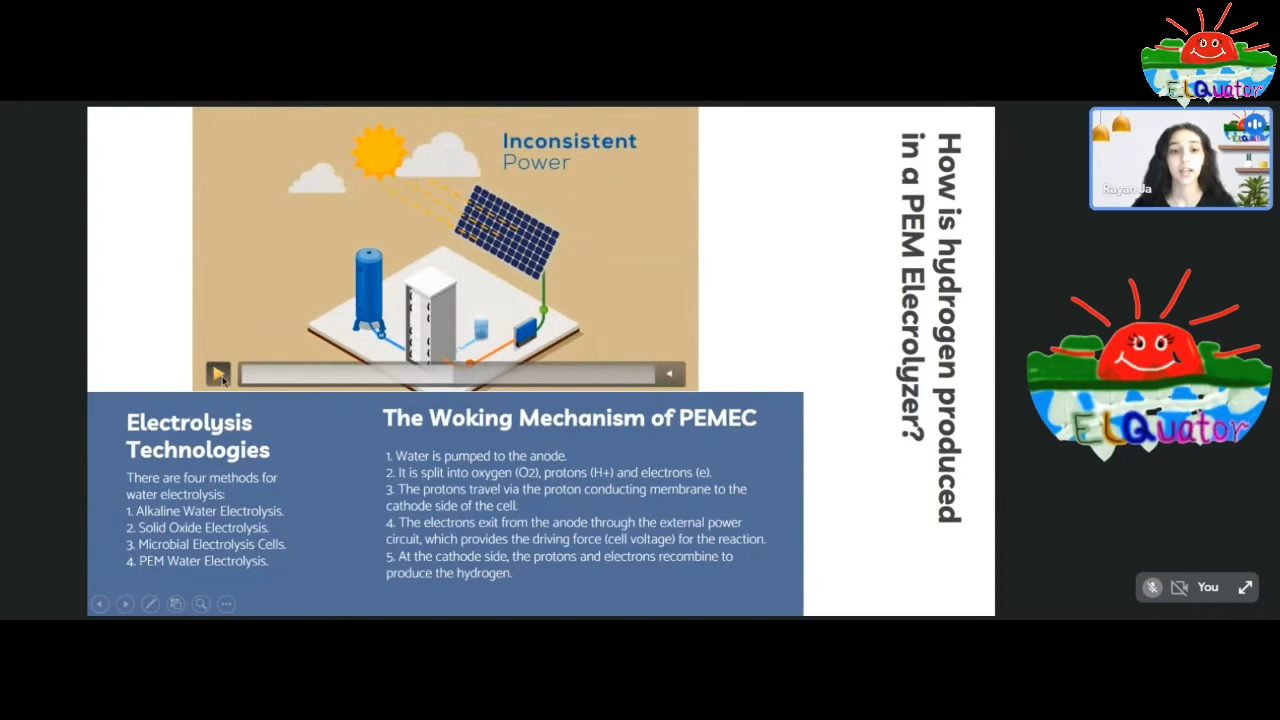 ELQuator
Inconsistent
Power
How is hydrogen produced
in a PEM Elecrolyzer?
Rayan Ja
ELQuator
Electrolysis
Technologies
There are four methods for
water electrolysis:
1. Alkaline Water Electrolysis.
2. Solid Oxide Electrolysis.
3. Microbial Electrolysis Cells.
4. PEM Water Electrolysis.
The Woking Mechanism of PEMEC
1. Water is pumped to the anode.
2. It is split into oxygen (O2), protons (H+) and electrons (e).
3. The protons travel via the proton conducting membrane to the
cathode side of the cell.
4. The electrons exit from the anode through the external power
circuit, which provides the driving force (cell voltage) for the reaction.
5. At the cathode side, the protons and electrons recombine to
produce the hydrogen.
You